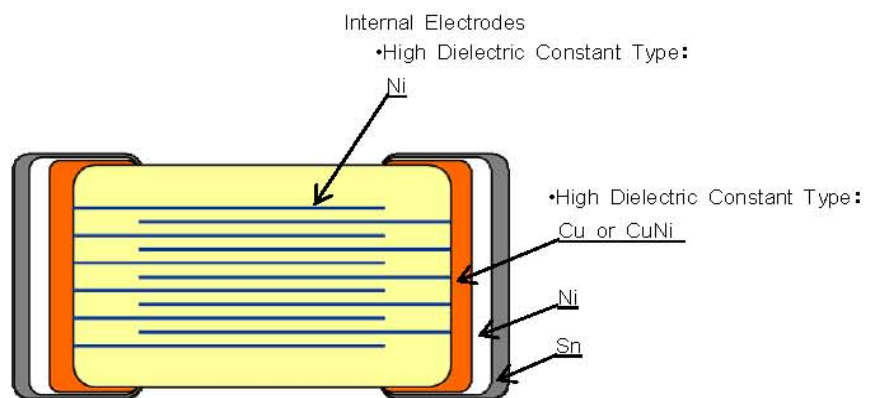 Internal Electrodes
•High Dielectric Constant Type:
Ni
•High Dielectric Constant Type:
Cu or CuNi
Ni
Sn